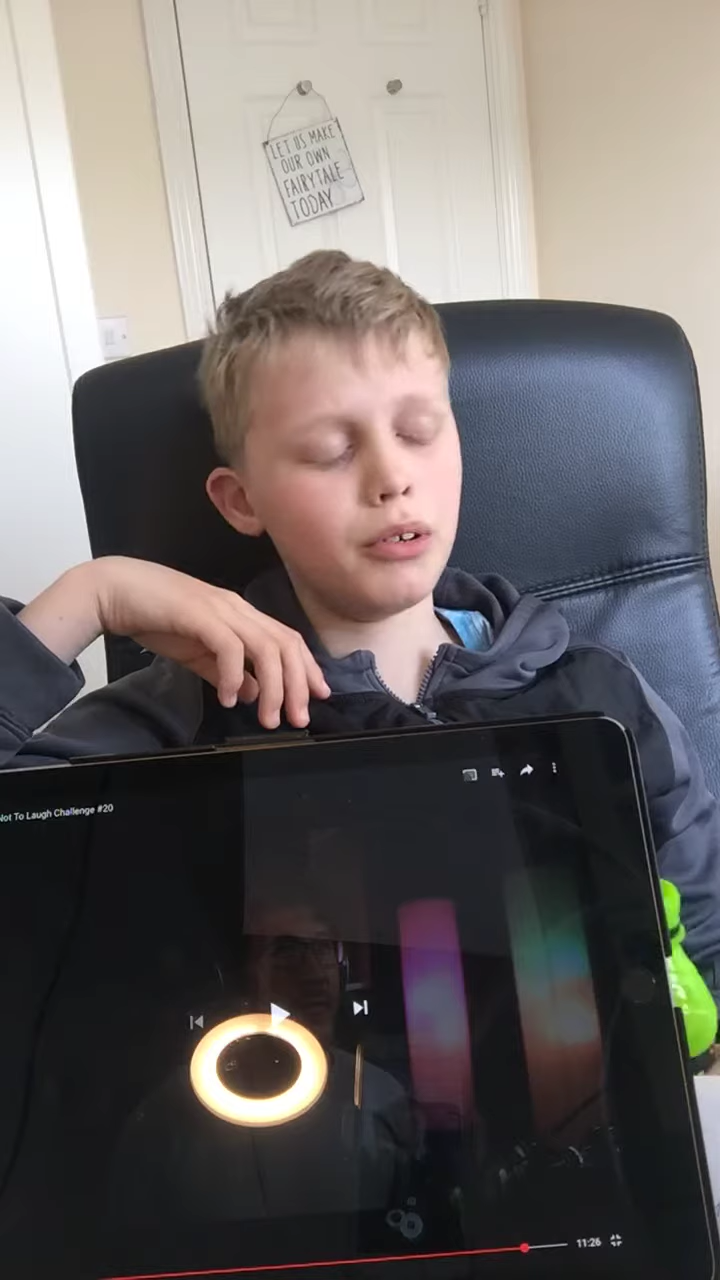 LET US MAKE
OUR OWN
FAIRYTALE
TODAY
Not To Laugh Challenge #20
11:26